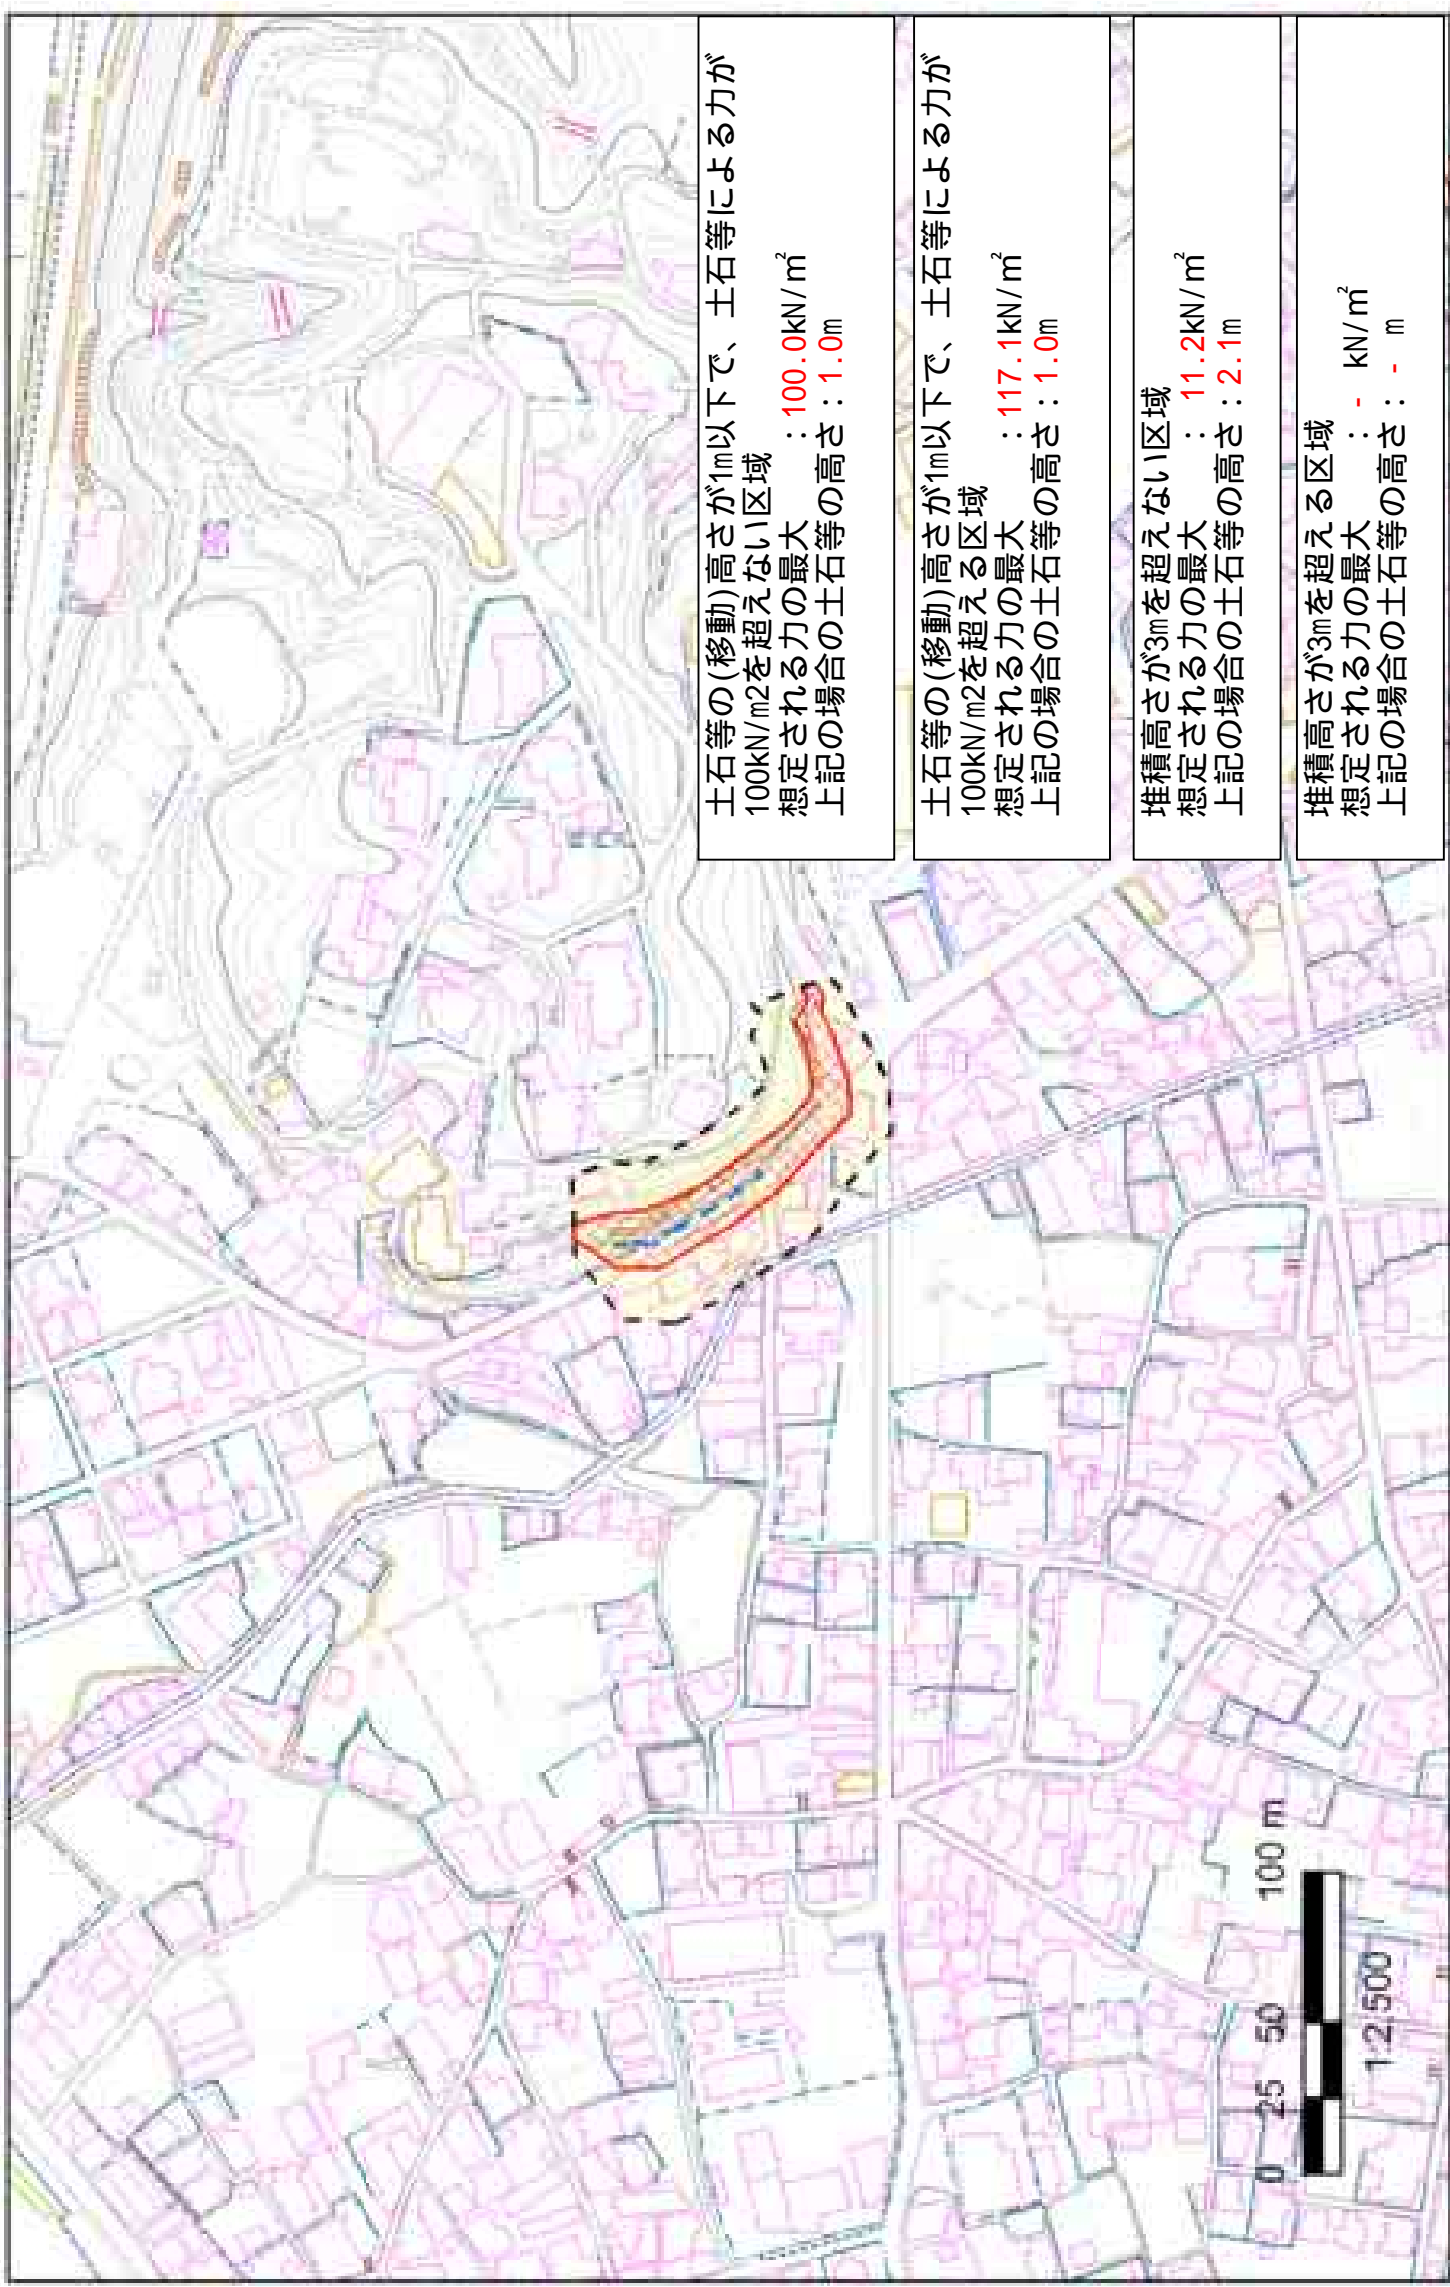 土石等の(移動)高さが1m以下で、土石等による力が
100kN/m2を超えない区域
想定される力の最大　：100.0kN/㎡
上記の場合の土石等の高さ：1.0m
土石等の(移動)高さが1m以下で、土石等による力が
100kN/m2を超える区域
想定される力の最大　：117.1kN/㎡
上記の場合の土石等の高さ：1.0m
堆積高さが3mを超えない区域
想定される力の最大　： 11.2kN/㎡
上記の場合の土石等の高さ：2.1m
堆積高さが3mを超える区域
想定される力の最大　： - kN/㎡
上記の場合の土石等の高さ： - m
0 25 50 100 m
1:2,500